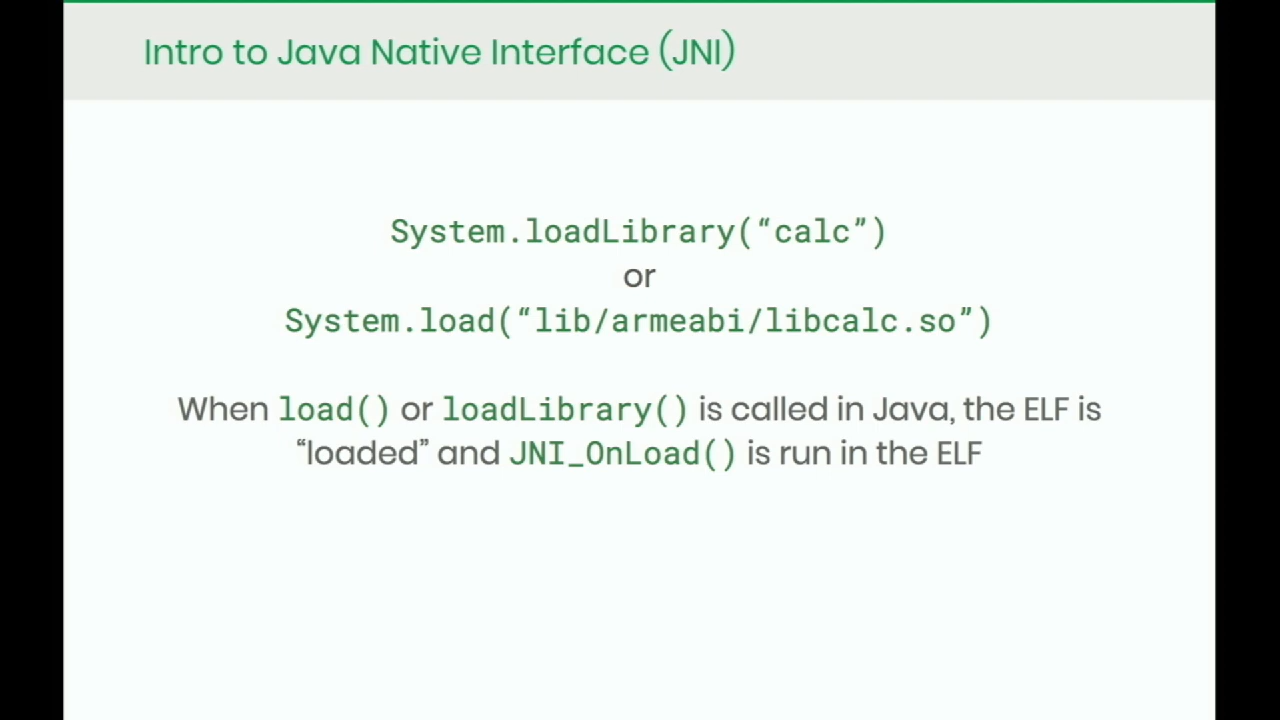 Intro to Java Native Interface (JNI)
System.loadLibrary(“calc”)
or
System.load(“lib/armeabi/libcalc.so”)
When load() or loadLibrary() is called in Java, the ELF is
“loaded” and JNI_OnLoad() is run in the ELF